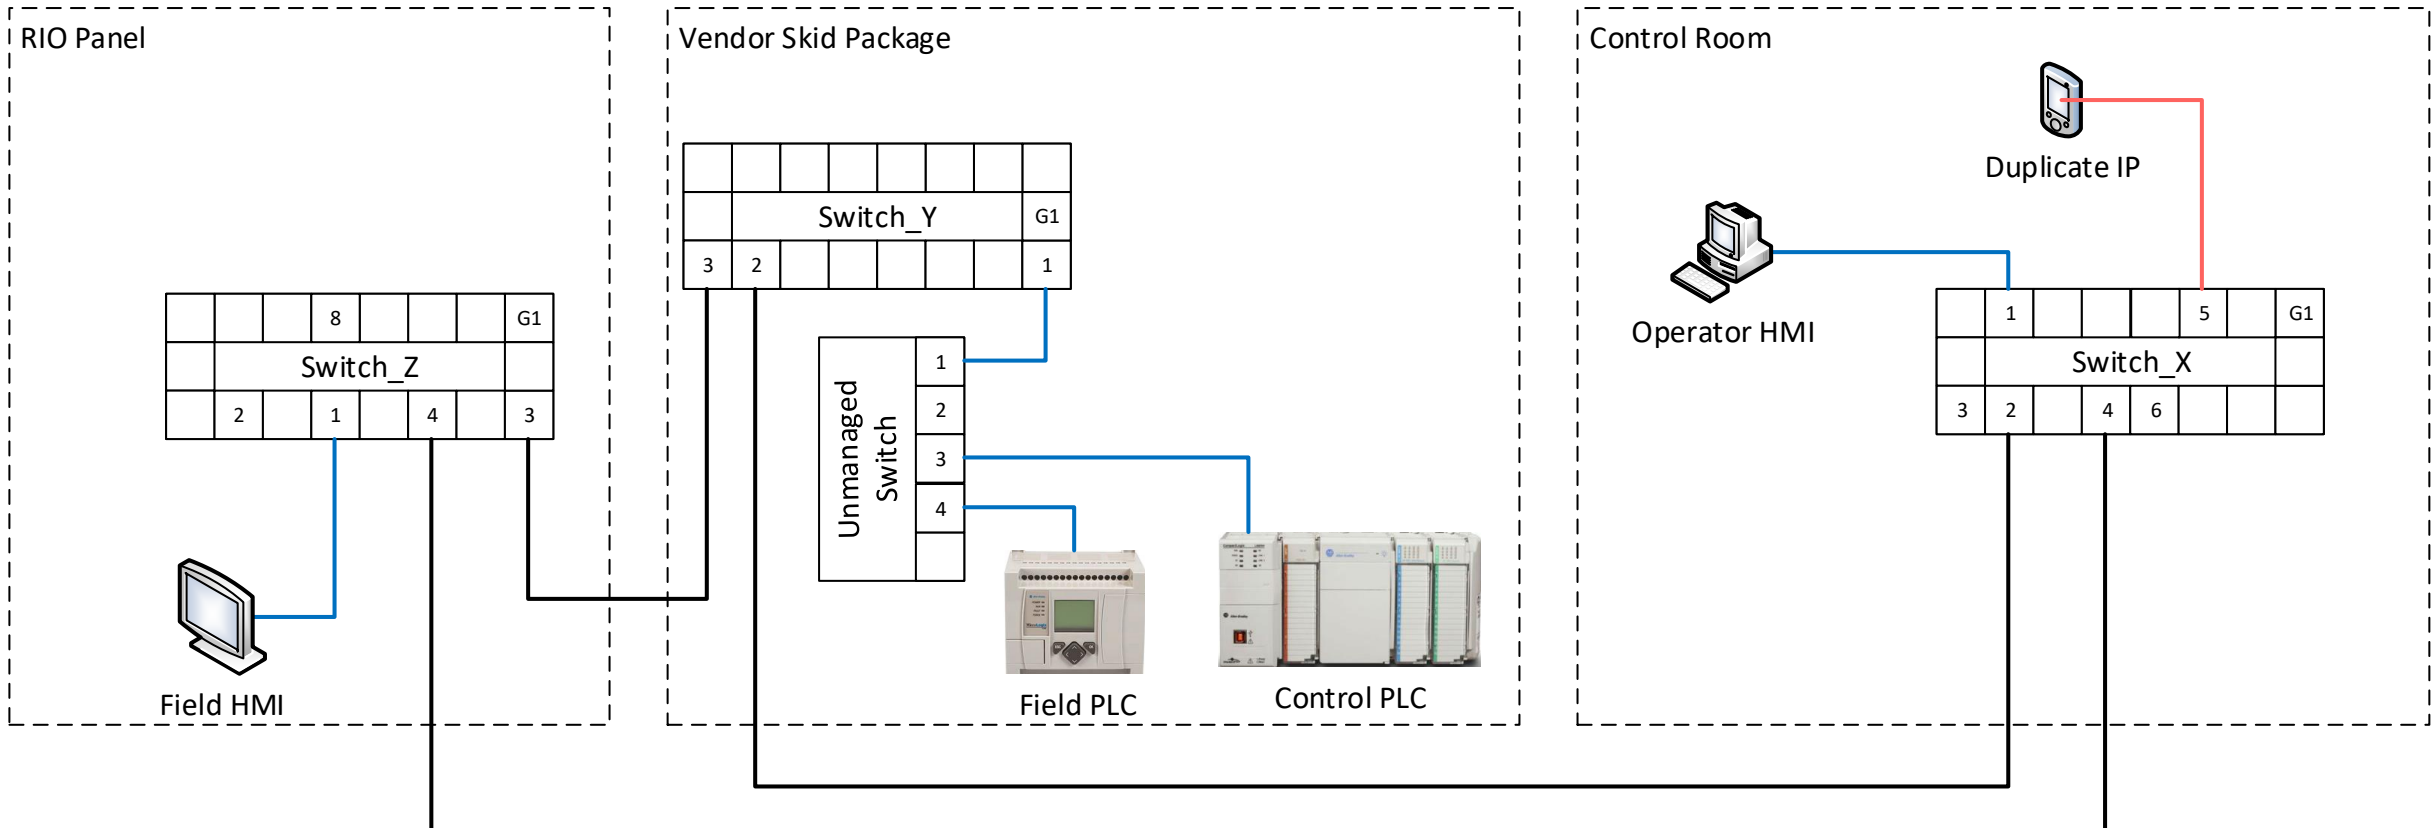 RIO Panel
8
G1
Switch_Z
2
1
4
3
Field HMI
Vendor Skid Package
Switch_Y
G1
3
2
1
Unmanaged
Switch
1
2
3
4
Field PLC
Control PLC
Control Room
Duplicate IP
Operator HMI
1
5
G1
Switch_X
3
2
4
6